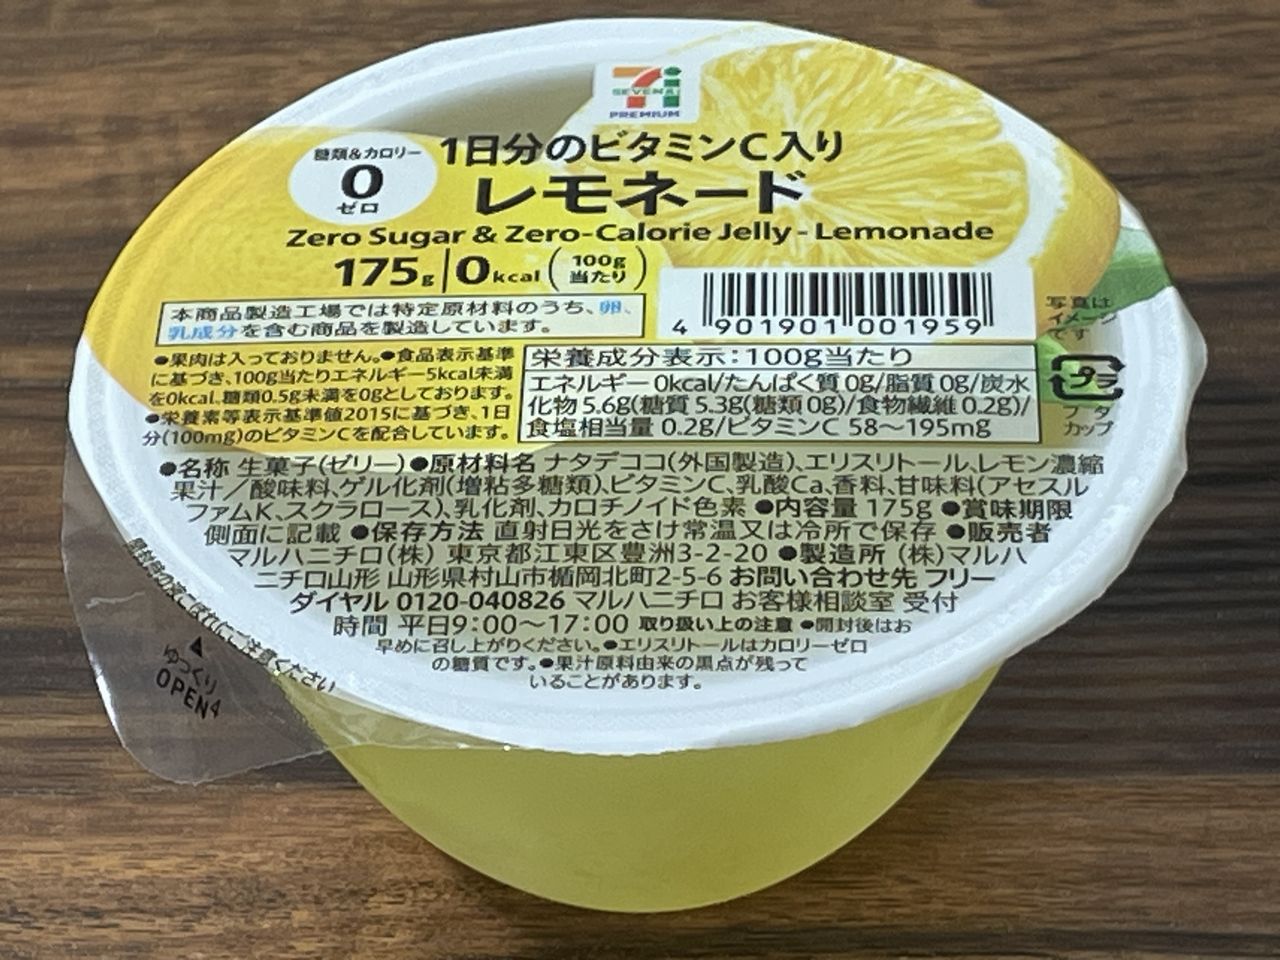 7i
SEVEN&i
PREMIUM
糖類&カロリー
0
ゼロ
1日分のビタミンC入り
レモネード
Zero Sugar & Zero-Calorie Jelly - Lemonade
175g 0kcal (100g当たり)
本商品製造工場では特定原材料のうち、卵、
乳成分を含む商品を製造しています。
4 901901 001959
写真は
イメージ
です
●果肉は入っておりません。●食品表示基準
に基づき、100g当たりエネルギー5kcal未満
を0kcal、糖類0.5g未満を0gとしております。
●栄養素等表示基準値2015に基づき、1日
分(100mg)のビタミンCを配合しています。
栄養成分表示:100g当たり
エネルギー 0kcal/たんぱく質 0g/脂質 0g/炭水
化物 5.6g(糖質 5.3g(糖類 0g)/食物繊維 0.2g)/
食塩相当量 0.2g/ビタミンC 58〜195mg
プラ
フタ
カップ
●名称 生菓子(ゼリー)●原材料名 ナタデココ(外国製造)、エリスリトール、レモン濃縮
果汁/酸味料、ゲル化剤(増粘多糖類)、ビタミンC、乳酸Ca、香料、甘味料(アセスル
ファムK、スクラロース)、乳化剤、カロチノイド色素 ●内容量 175g ●賞味期限
側面に記載 ●保存方法 直射日光をさけ常温又は冷所で保存 ●販売者
マルハニチロ(株) 東京都江東区豊洲3-2-20 ●製造所 (株)マルハ
ニチロ山形 山形県村山市楯岡北町2-5-6 お問い合わせ先 フリー
ダイヤル 0120-040826 マルハニチロ お客様相談室 受付
時間 平日9:00〜17:00 取り扱い上の注意 ●開封後はお
早めに召し上がりください。●エリスリトールはカロリーゼロ
の糖質です。●果汁原料由来の黒点が残って
いることがあります。
開封時の液こぼれにご注意ください
▲
ゆっくり
OPEN4